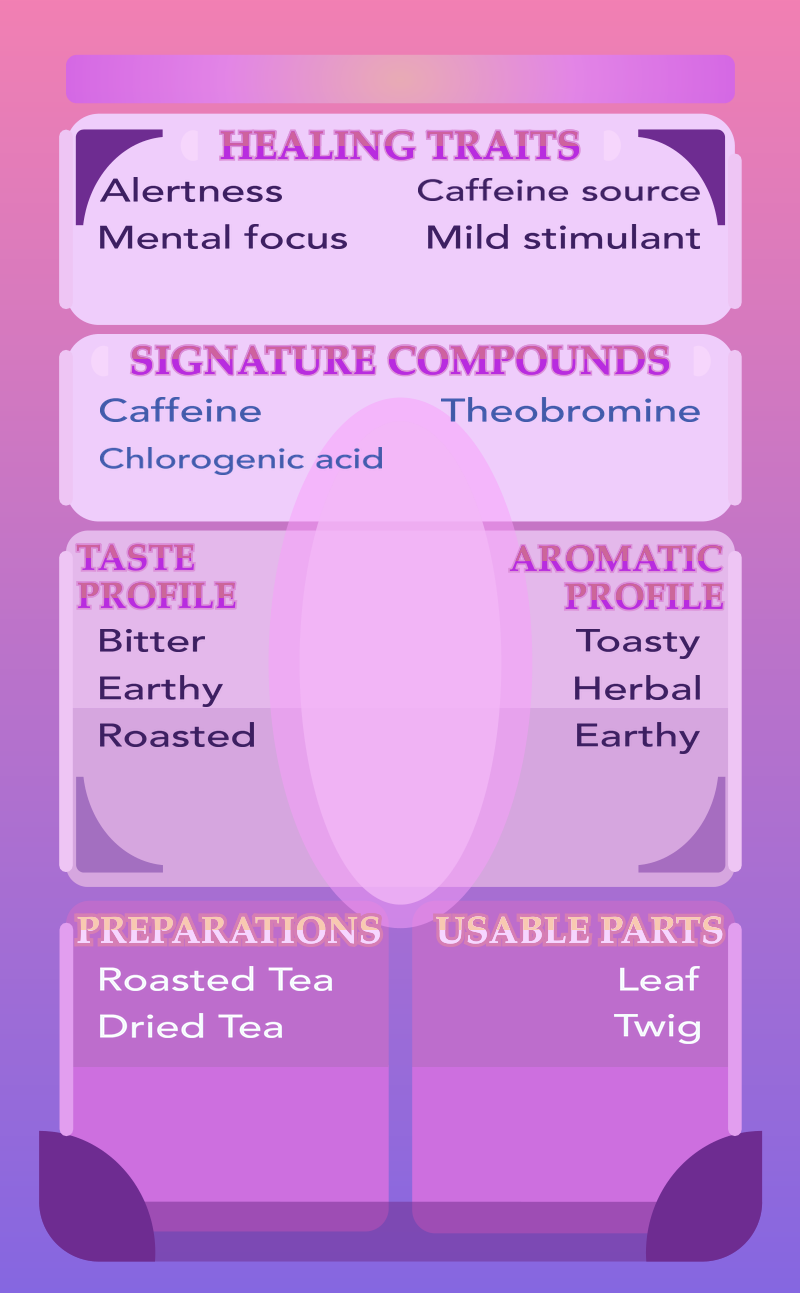 HEALING TRAITS
Alertness
Caffeine source
Mental focus
Mild stimulant
SIGNATURE COMPOUNDS
Caffeine
Theobromine
Chlorogenic acid
TASTE
PROFILE
Bitter
Earthy
Roasted
AROMATIC
PROFILE
Toasty
Herbal
Earthy
PREPARATIONS
Roasted Tea
Dried Tea
USABLE PARTS
Leaf
Twig